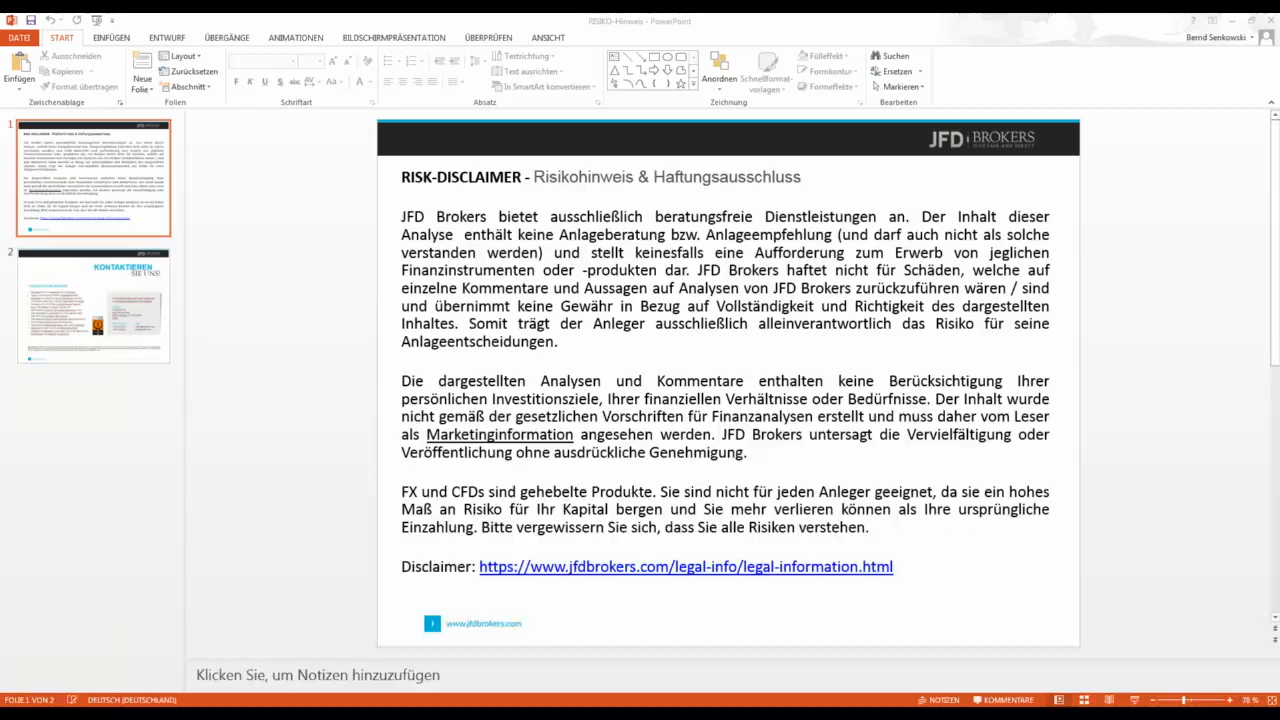 RISIKO-Hinweis - PowerPoint
DATEI START EINFÜGEN ENTWURF ÜBERGÄNGE ANIMATIONEN BILDSCHIRMPRÄSENTATION ÜBERPRÜFEN ANSICHT Bernd Senkowski
Einfügen
Ausschneiden
Kopieren
Format übertragen
Zwischenablage
Neue
Folie
Layout
Zurücksetzen
Abschnitt
Folien
F K U S abc AV Aa A
Schriftart
Textrichtung
Text ausrichten
In SmartArt konvertieren
Absatz
Anordnen
Schnellformat-
vorlagen
Fülleffekt
Formkontur
Formeffekte
Zeichnung
Suchen
Ersetzen
Markieren
Bearbeiten
1
2
KONTAKTIEREN
SIE UNS!
JFD BROKERS
JUST FAIR AND DIRECT
RISK-DISCLAIMER - Risikohinweis & Haftungsausschluss
JFD Brokers bietet ausschließlich beratungsfreie Dienstleistungen an. Der Inhalt dieser
Analyse enthält keine Anlageberatung bzw. Anlageempfehlung (und darf auch nicht als solche
verstanden werden) und stellt keinesfalls eine Aufforderung zum Erwerb von jeglichen
Finanzinstrumenten oder -produkten dar. JFD Brokers haftet nicht für Schäden, welche auf
einzelne Kommentare und Aussagen auf Analysen von JFD Brokers zurückzuführen wären / sind
und übernimmt keine Gewähr in Bezug auf Vollständigkeit und Richtigkeit des dargestellten
Inhaltes. Somit trägt der Anleger ausschließlich alleinverantwortlich das Risiko für seine
Anlageentscheidungen.
Die dargestellten Analysen und Kommentare enthalten keine Berücksichtigung Ihrer
persönlichen Investitionsziele, Ihrer finanziellen Verhältnisse oder Bedürfnisse. Der Inhalt wurde
nicht gemäß der gesetzlichen Vorschriften für Finanzanalysen erstellt und muss daher vom Leser
als Marketinginformation angesehen werden. JFD Brokers untersagt die Vervielfältigung oder
Veröffentlichung ohne ausdrückliche Genehmigung.
FX und CFDs sind gehebelte Produkte. Sie sind nicht für jeden Anleger geeignet, da sie ein hohes
Maß an Risiko für Ihr Kapital bergen und Sie mehr verlieren können als Ihre ursprüngliche
Einzahlung. Bitte vergewissern Sie sich, dass Sie alle Risiken verstehen.
Disclaimer: https://www.jfdbrokers.com/legal-info/legal-information.html
www.jfdbrokers.com
Klicken Sie, um Notizen hinzuzufügen
FOLIE 1 VON 2 DEUTSCH (DEUTSCHLAND) NOTIZEN KOMMENTARE 78 %